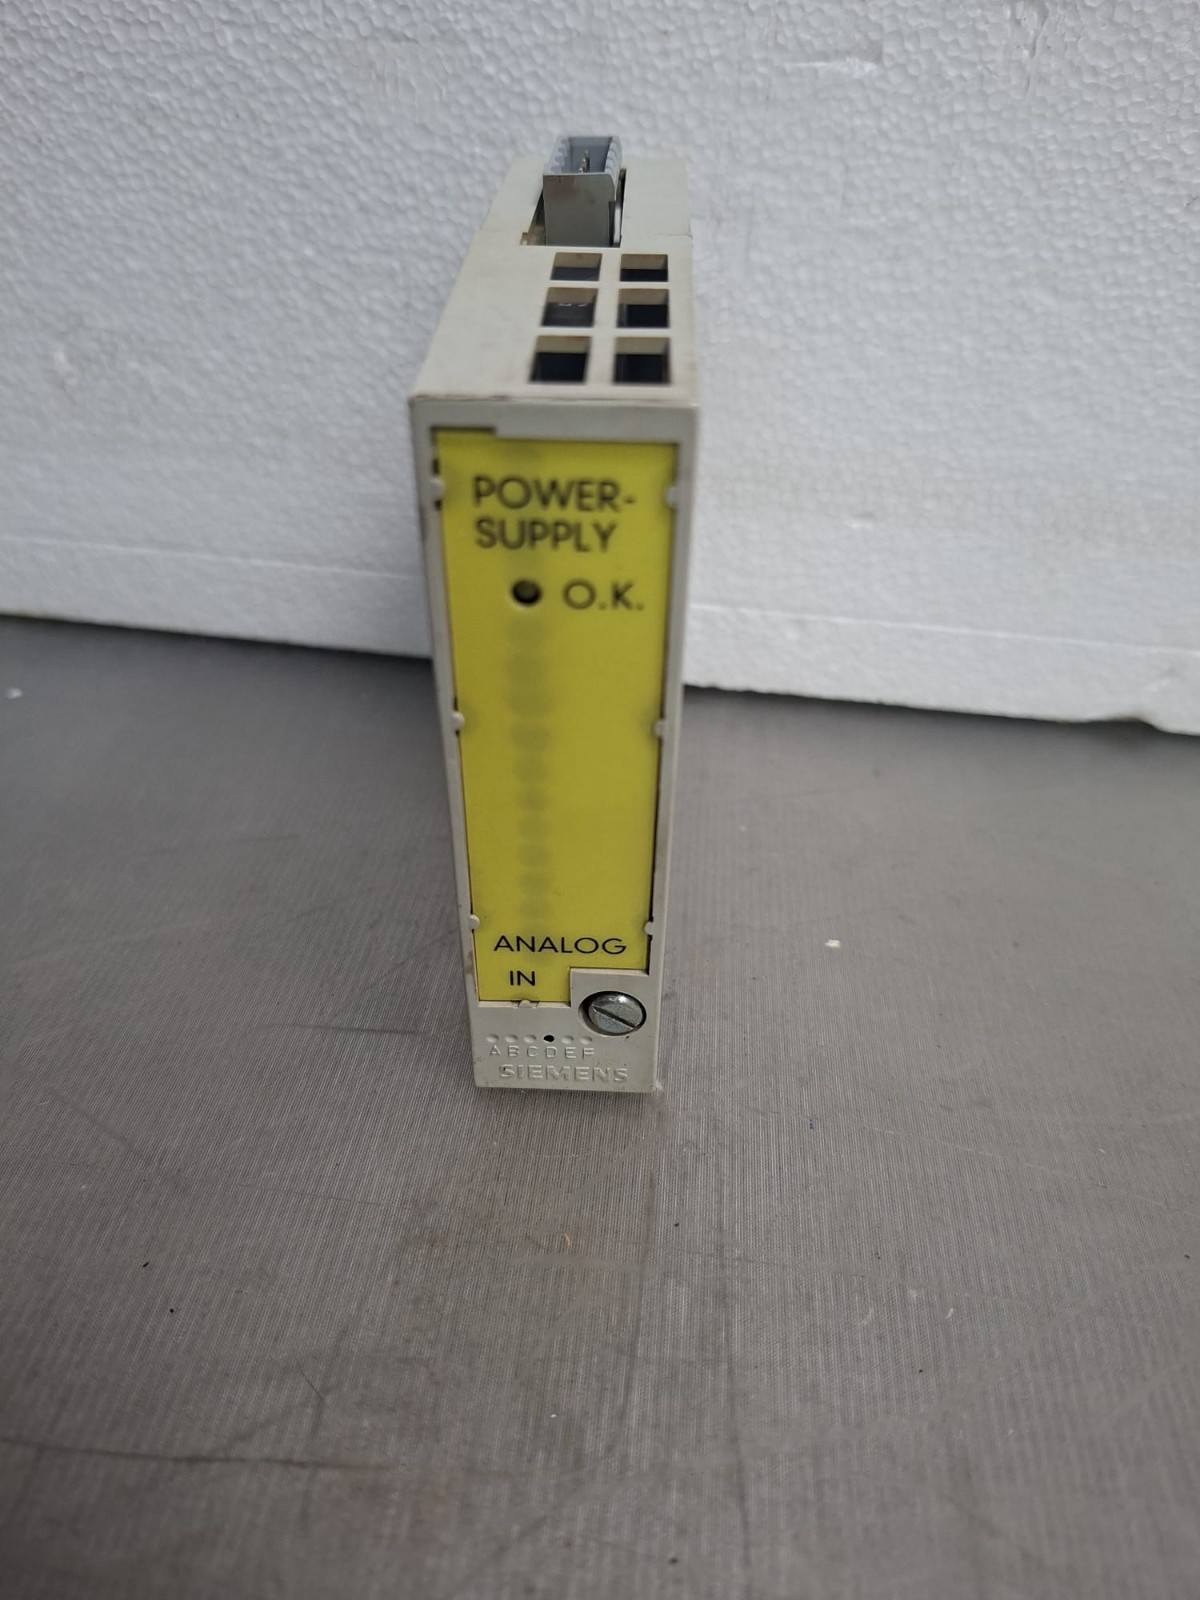 POWER-
SUPPLY
O.K.
ANALOG
IN
ABCDEF
SIEMENS